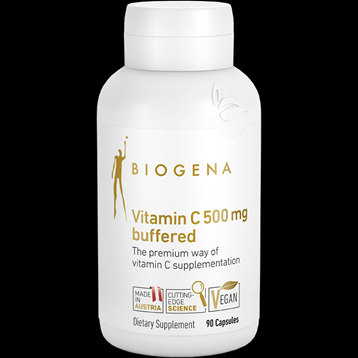 BIOGENA
Vitamin C 500 mg
buffered
The premium way of
vitamin C supplementation
MADE IN AUSTRIA
CUTTING-EDGE SCIENCE
VEGAN
Dietary Supplement 90 Capsules